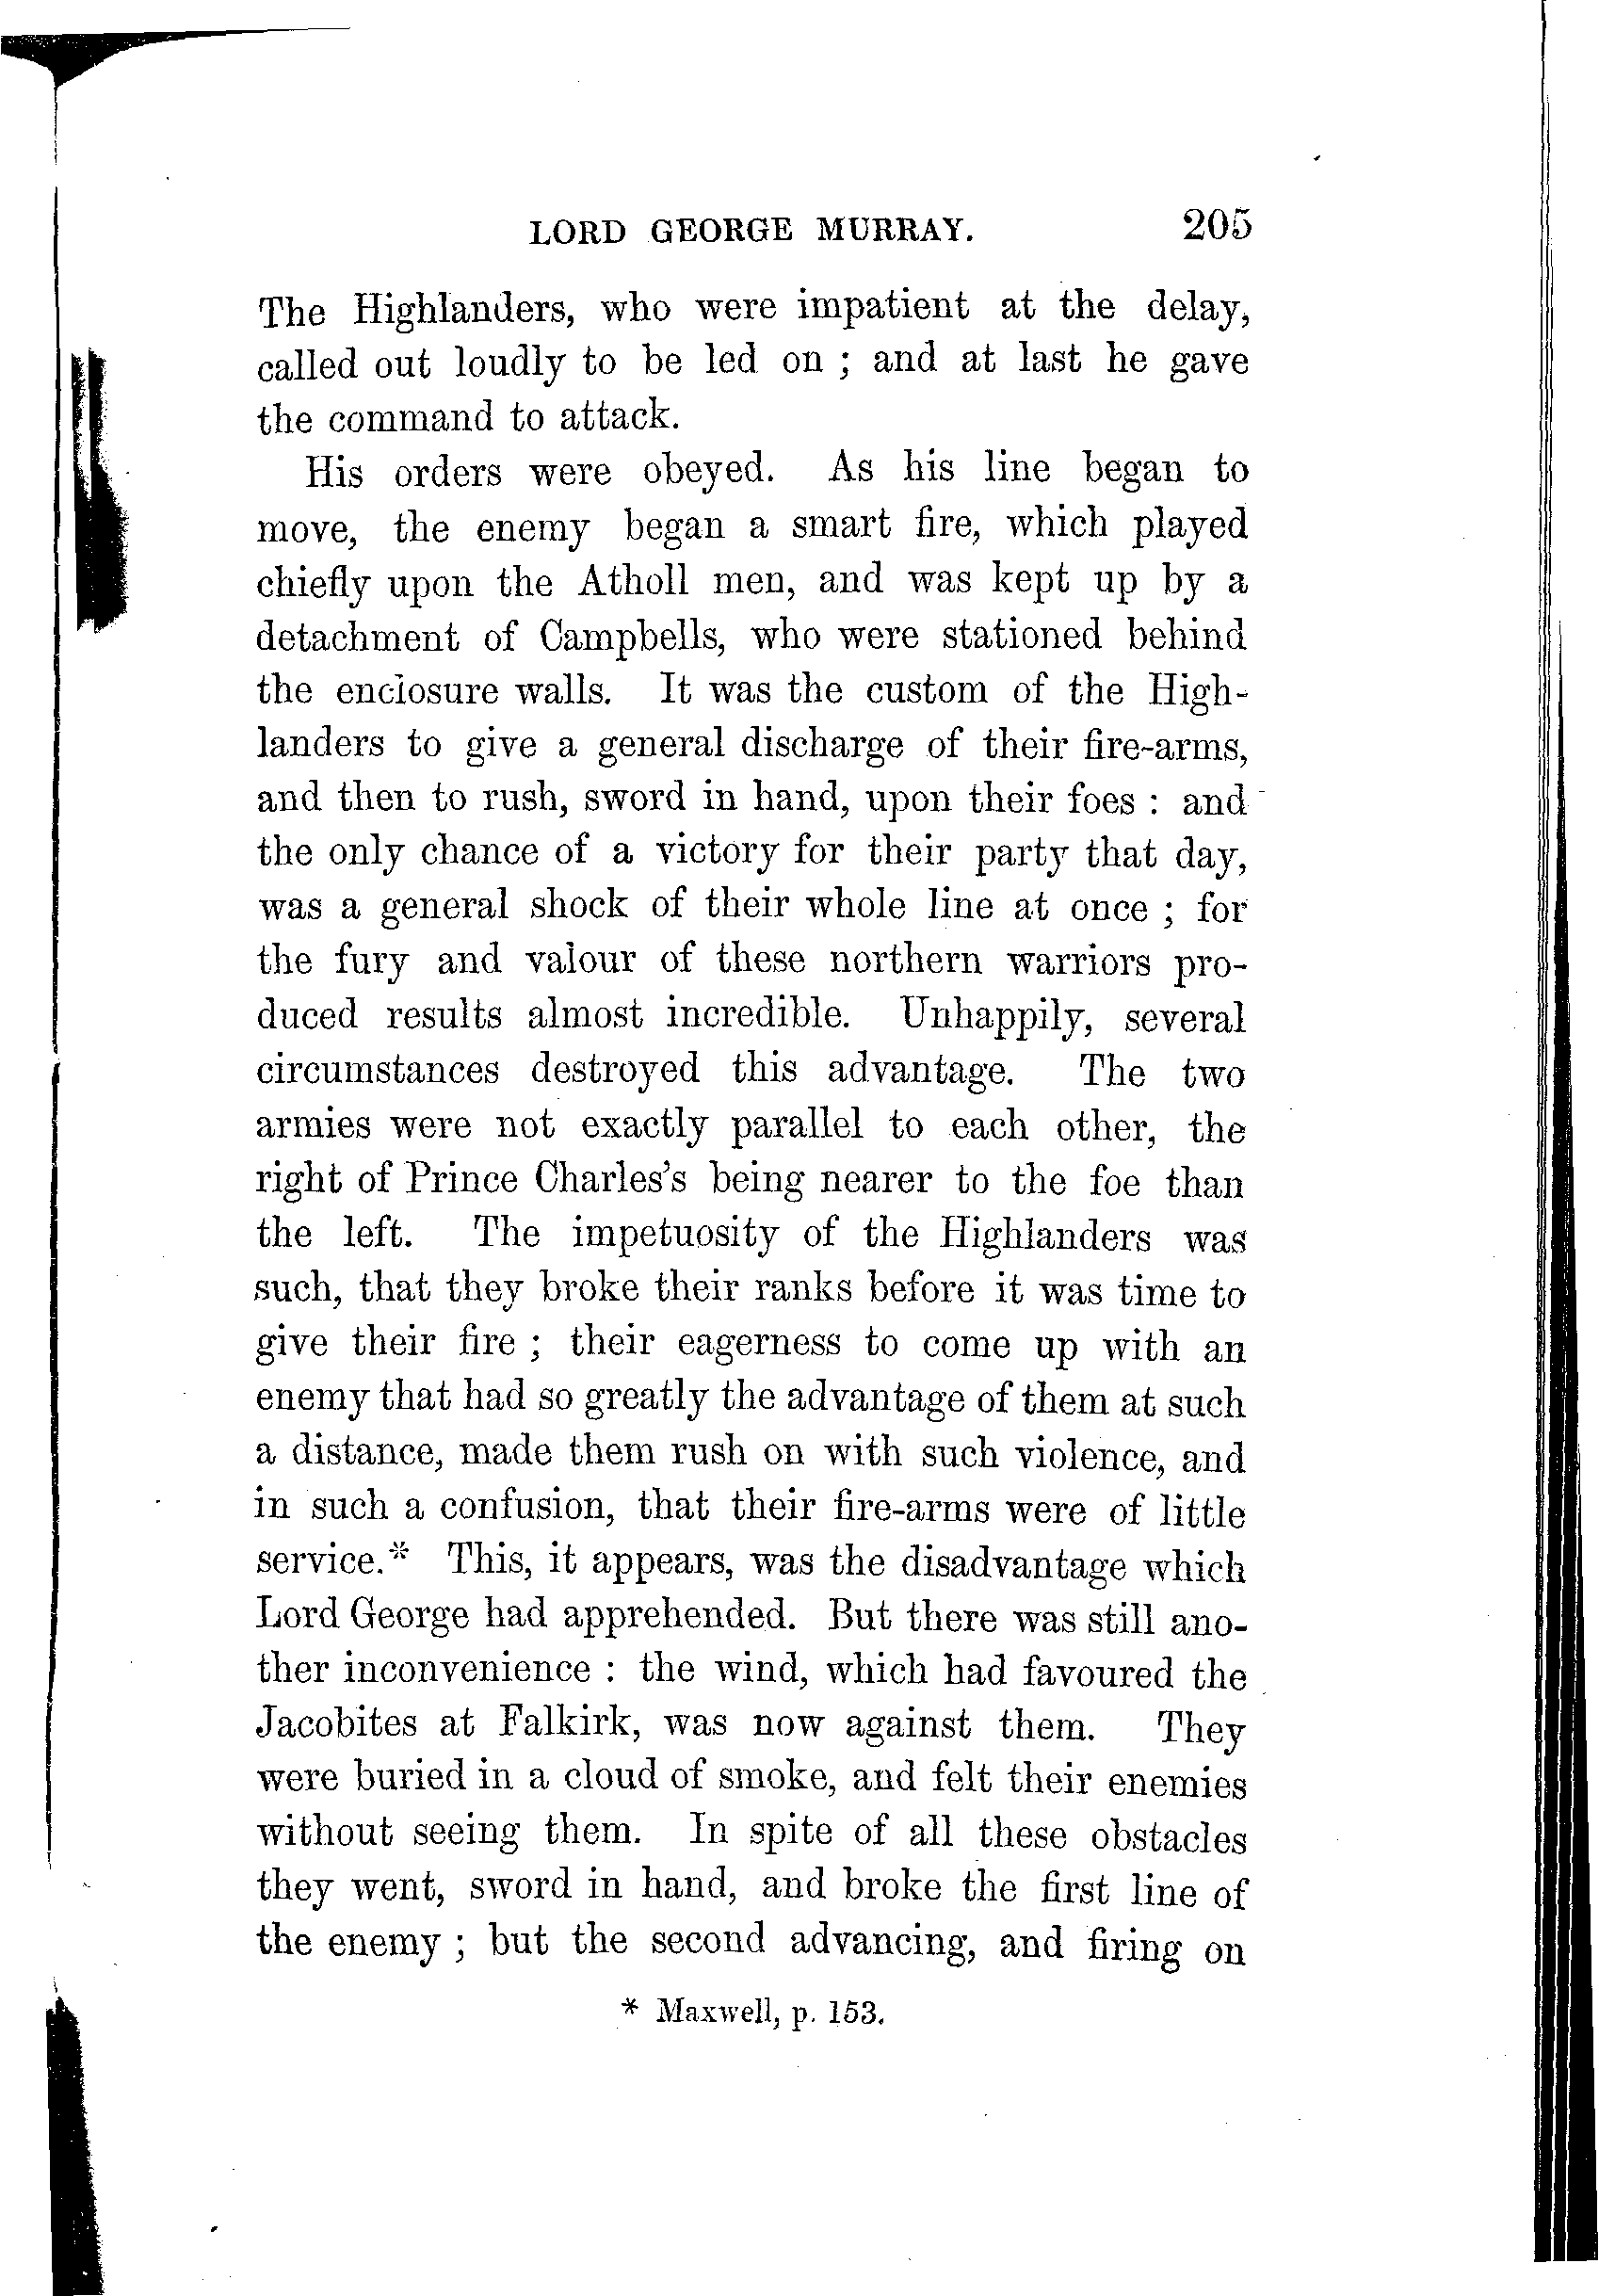 LORD GEORGE MURRAY. 205
The Highlanders, who were impatient at the delay,
called out loudly to be led on ; and at last he gave
the command to attack.
His orders were obeyed. As his line began to
move, the enemy began a smart fire, which played
chiefly upon the Atholl men, and was kept up by a
detachment of Campbells, who were stationed behind
the enclosure walls. It was the custom of the High-
landers to give a general discharge of their fire-arms,
and then to rush, sword in hand, upon their foes : and
the only chance of a victory for their party that day,
was a general shock of their whole line at once ; for
the fury and valour of these northern warriors pro-
duced results almost incredible. Unhappily, several
circumstances destroyed this advantage. The two
armies were not exactly parallel to each other, the
right of Prince Charles's being nearer to the foe than
the left. The impetuosity of the Highlanders was
such, that they broke their ranks before it was time to
give their fire ; their eagerness to come up with an
enemy that had so greatly the advantage of them at such
a distance, made them rush on with such violence, and
in such a confusion, that their fire-arms were of little
service.* This, it appears, was the disadvantage which
Lord George had apprehended. But there was still ano-
ther inconvenience : the wind, which had favoured the
Jacobites at Falkirk, was now against them. They
were buried in a cloud of smoke, and felt their enemies
without seeing them. In spite of all these obstacles
they went, sword in hand, and broke the first line of
the enemy ; but the second advancing, and firing on
* Maxwell, p. 153.